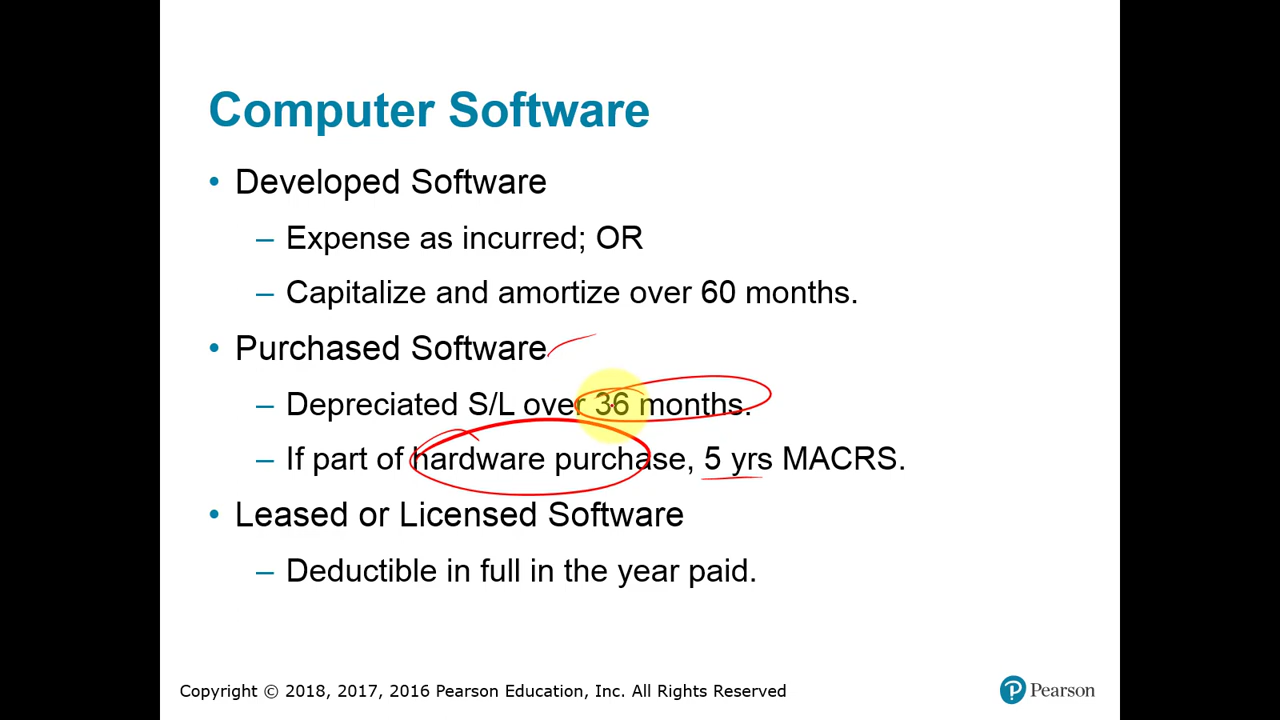 Computer Software
• Developed Software
– Expense as incurred; OR
– Capitalize and amortize over 60 months.
• Purchased Software
– Depreciated S/L over 36 months.
– If part of hardware purchase, 5 yrs MACRS.
• Leased or Licensed Software
– Deductible in full in the year paid.
Copyright © 2018, 2017, 2016 Pearson Education, Inc. All Rights Reserved
P Pearson